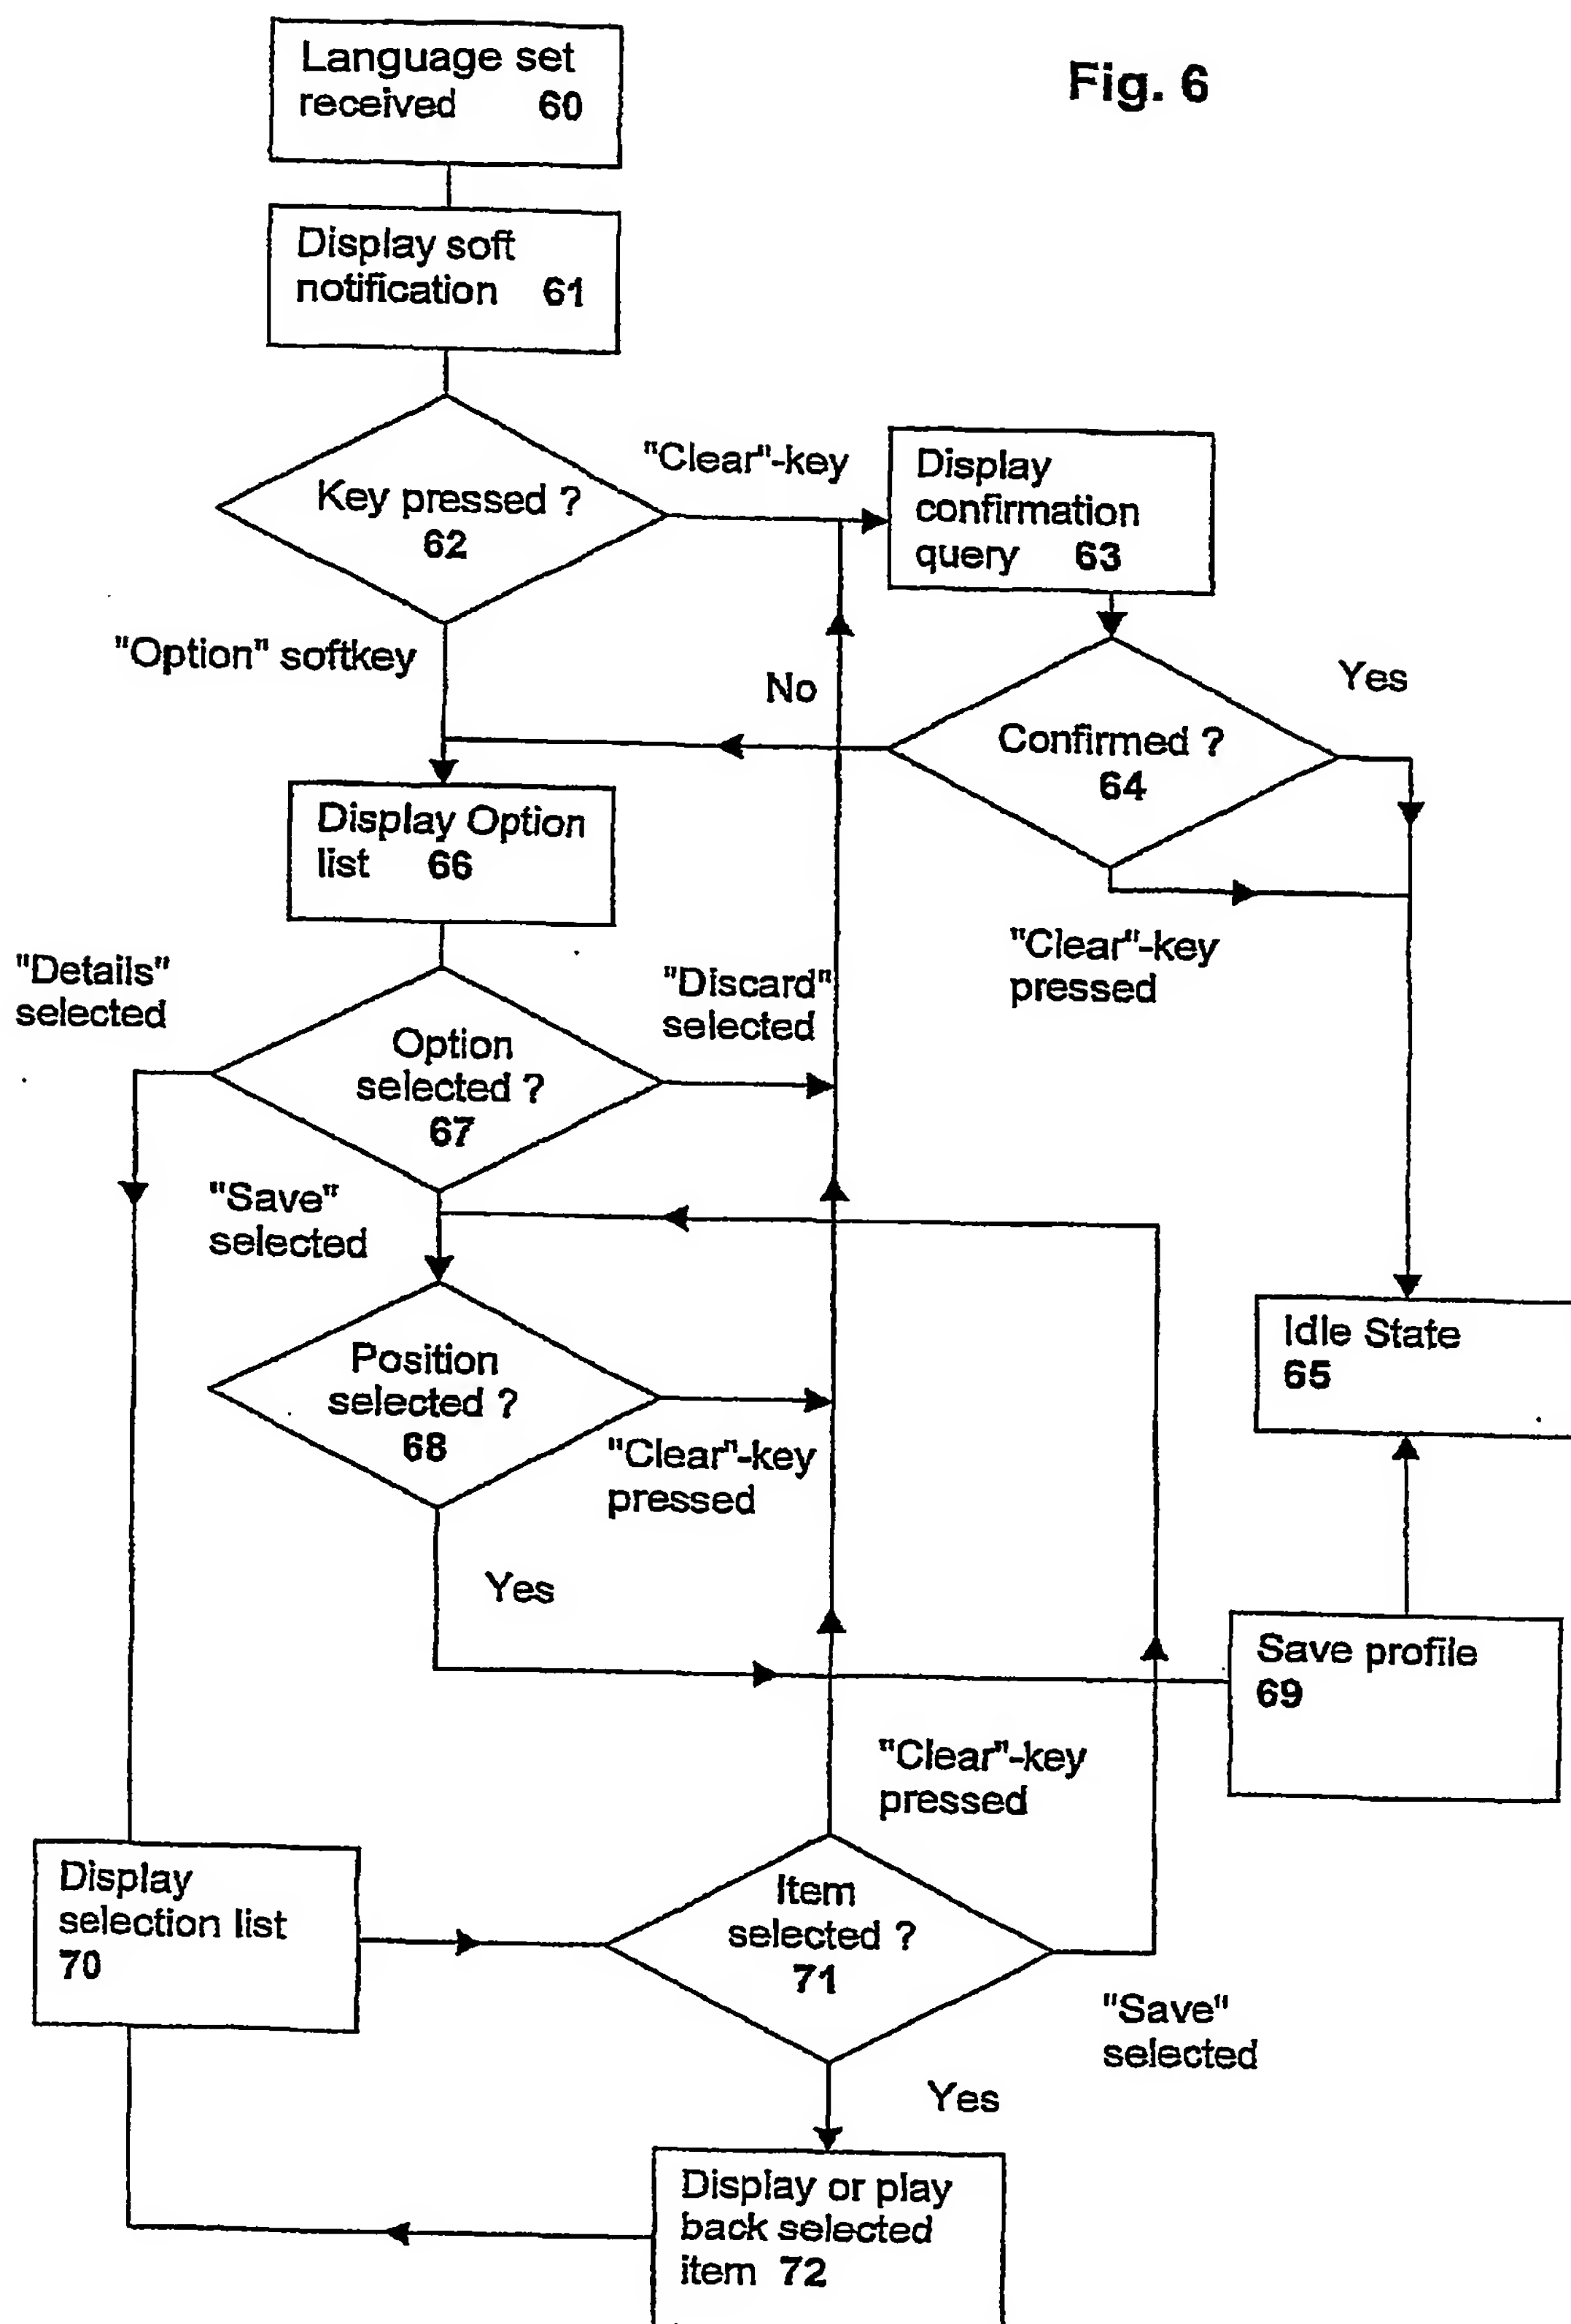 Fig. 6
Language set
received 60
Display soft
notification 61
Key pressed ?
62
"Clear"-key
Display
confirmation
query 63
"Option" softkey
No
Yes
Confirmed ?
64
Display Option
list 66
"Clear"-key
pressed
"Details"
selected
"Discard"
selected
Option
selected ?
67
"Save"
selected
Position
selected ?
68
"Clear"-key
pressed
Idle State
65
Yes
Save profile
69
"Clear"-key
pressed
Display
selection list
70
Item
selected ?
71
"Save"
selected
Yes
Display or play
back selected
item 72